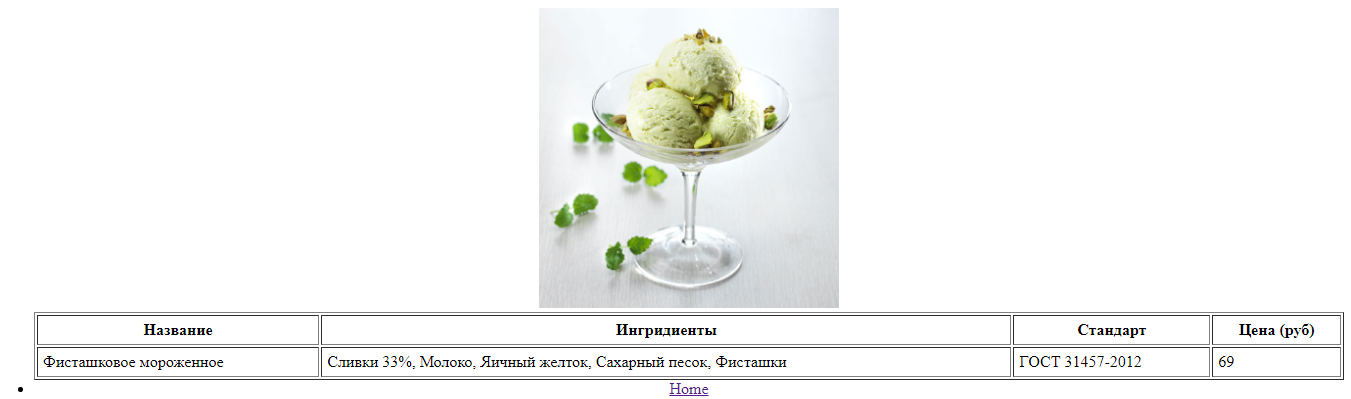 Название Ингридиенты Стандарт Цена (руб)
Фисташковое мороженное Сливки 33%, Молоко, Яичный желток, Сахарный песок, Фисташки ГОСТ 31457-2012 69
Home